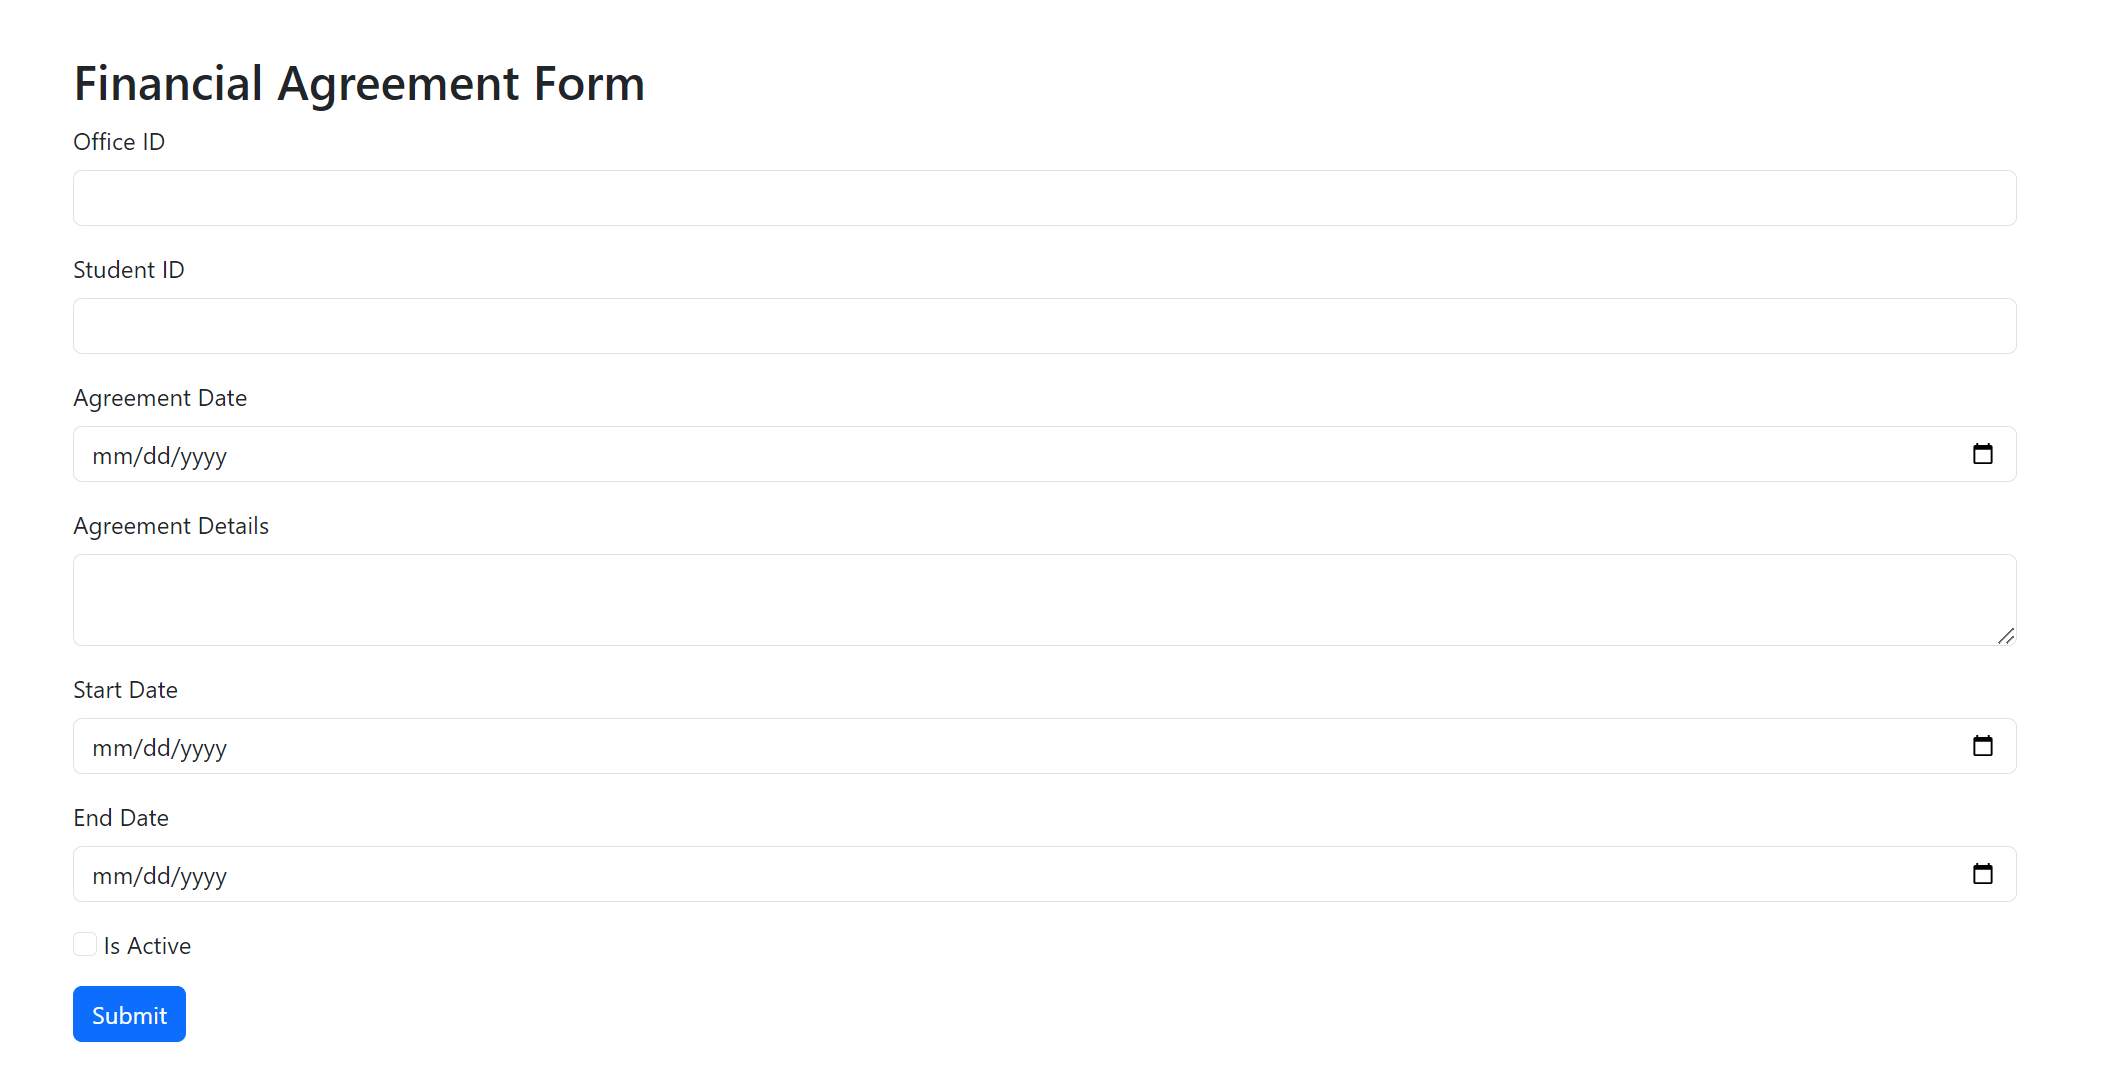 Financial Agreement Form
Office ID
Student ID
Agreement Date
mm/dd/yyyy
Agreement Details
Start Date
mm/dd/yyyy
End Date
mm/dd/yyyy
Is Active
Submit